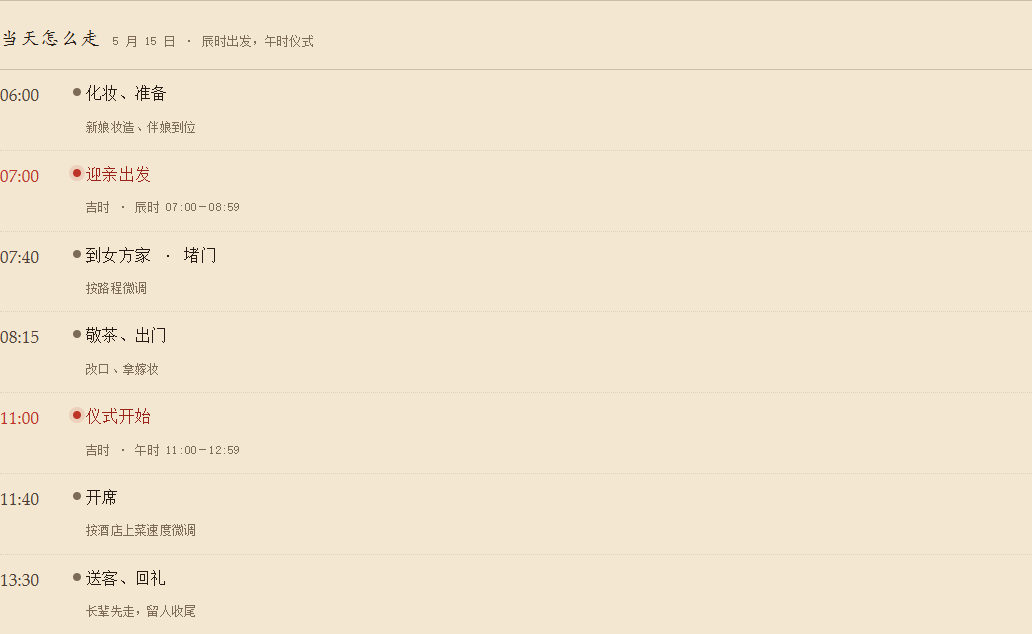 当天怎么走 5 月 15 日 · 辰时出发，午时仪式
06:00 化妆、准备
新娘妆造、伴娘到位
07:00 迎亲出发
吉时 · 辰时 07:00—08:59
07:40 到女方家 · 堵门
按路程微调
08:15 敬茶、出门
改口、拿嫁妆
11:00 仪式开始
吉时 · 午时 11:00—12:59
11:40 开席
按酒店上菜速度微调
13:30 送客、回礼
长辈先走，留人收尾